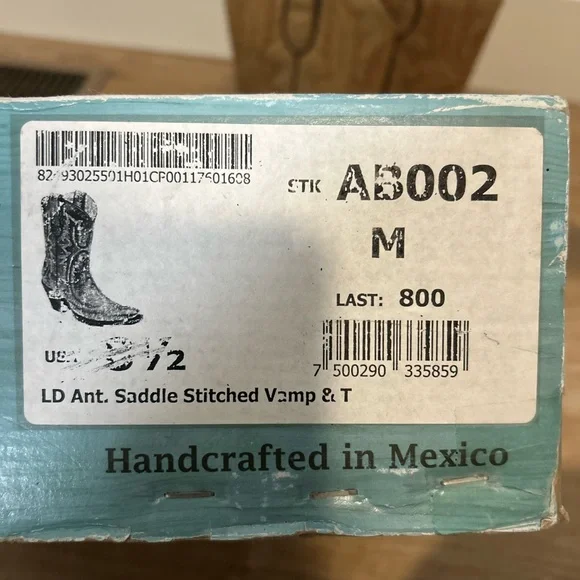 STK AB002
M
LAST: 800
7 500290 335859
LD Ant. Saddle Stitched Vamp & T
Handcrafted in Mexico